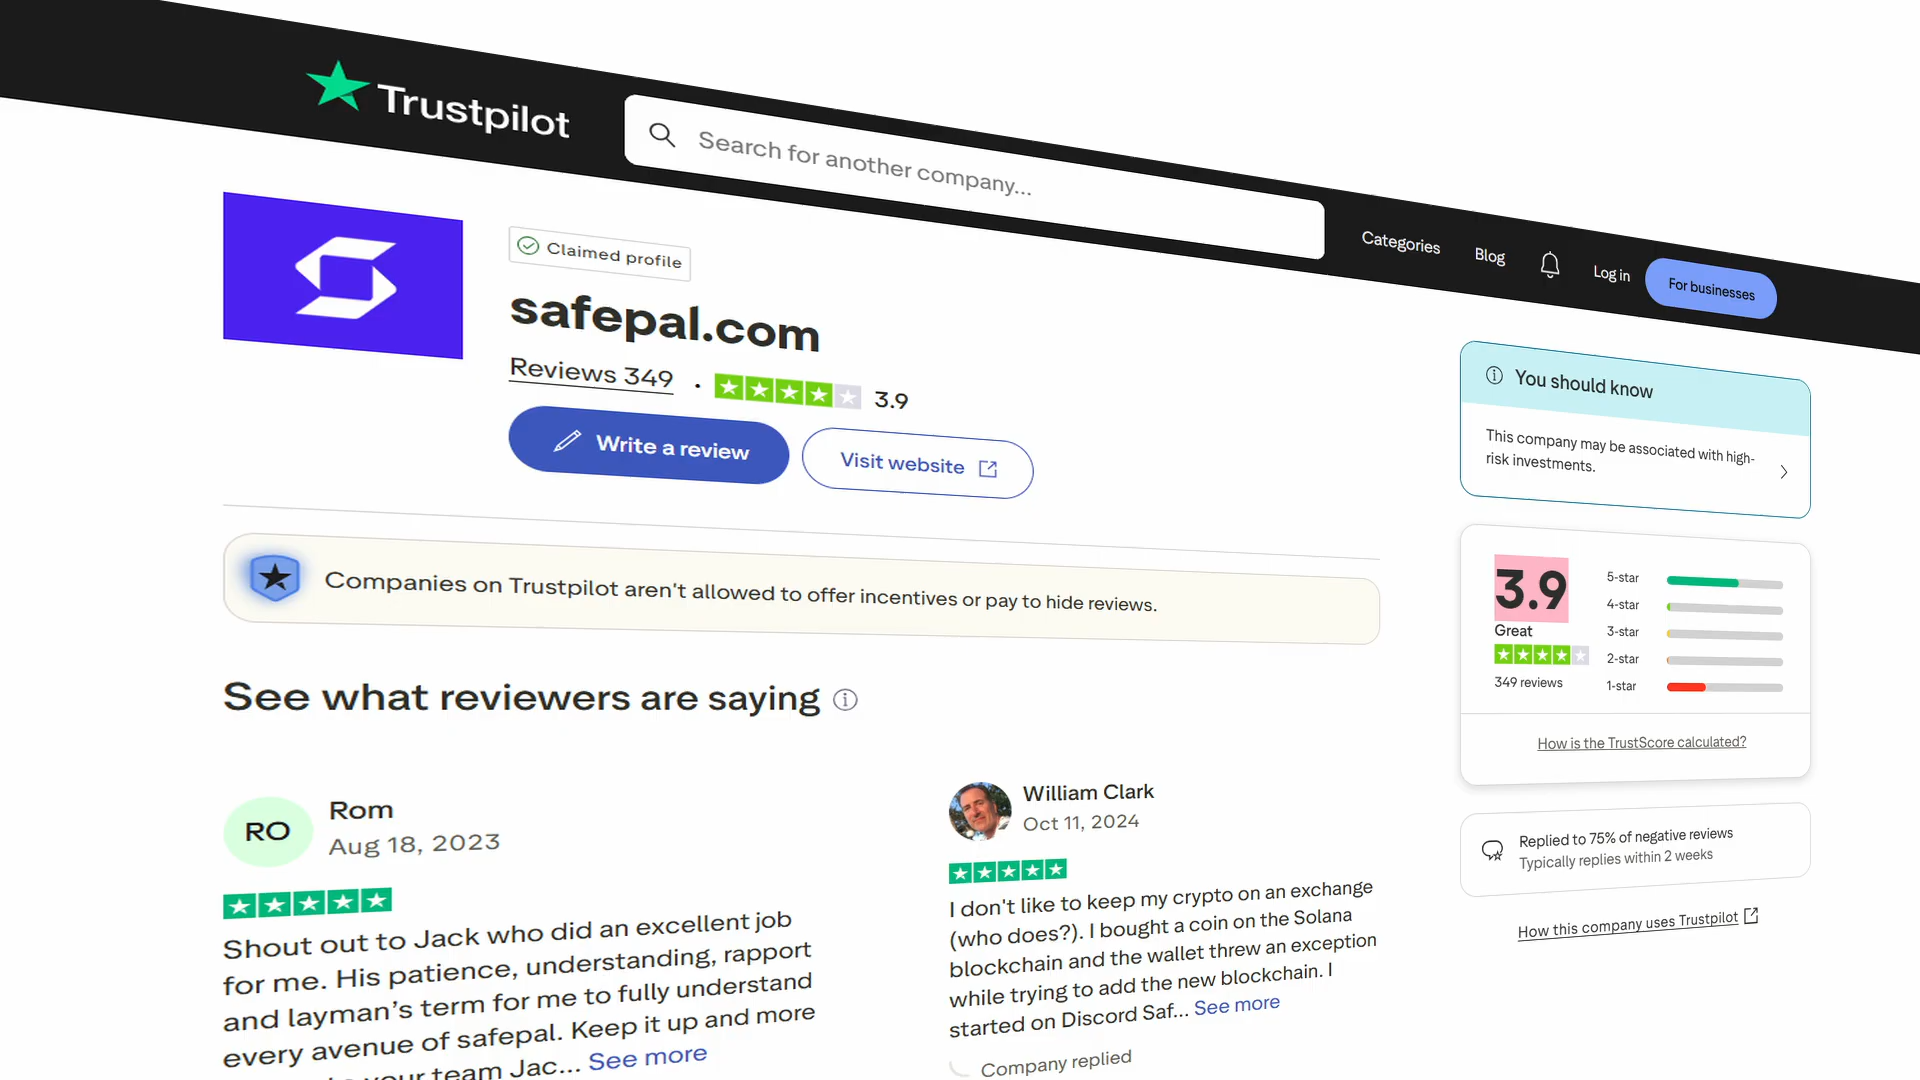 Trustpilot
Search for another company...
Categories
Blog
Log in
For businesses
Claimed profile
safepal.com
Reviews 349 • 3.9
Write a review
Visit website
You should know
This company may be associated with high-
risk investments.
Companies on Trustpilot aren't allowed to offer incentives or pay to hide reviews.
3.9
Great
349 reviews
5-star
4-star
3-star
2-star
1-star
How is the TrustScore calculated?
Replied to 75% of negative reviews
Typically replies within 2 weeks
How this company uses Trustpilot
See what reviewers are saying
RO
Rom
Aug 18, 2023
Shout out to Jack who did an excellent job
for me. His patience, understanding, rapport
and layman’s term for me to fully understand
every avenue of safepal. Keep it up and more
your team Jac... See more
William Clark
Oct 11, 2024
I don't like to keep my crypto on an exchange
(who does?). I bought a coin on the Solana
blockchain and the wallet threw an exception
while trying to add the new blockchain. I
started on Discord Saf... See more
Company replied